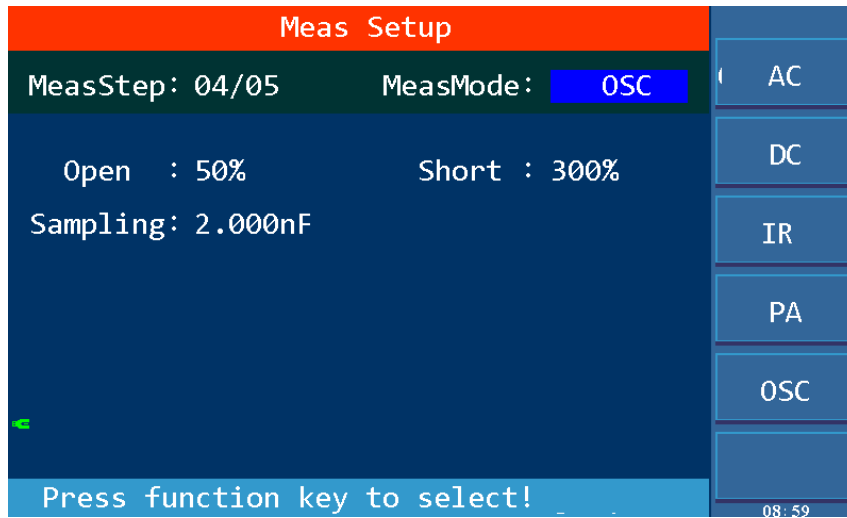 Meas Setup
MeasStep: 04/05 MeasMode: OSC
Open : 50% Short : 300%
Sampling: 2.000nF
Press function key to select!
AC
DC
IR
PA
OSC
08:59